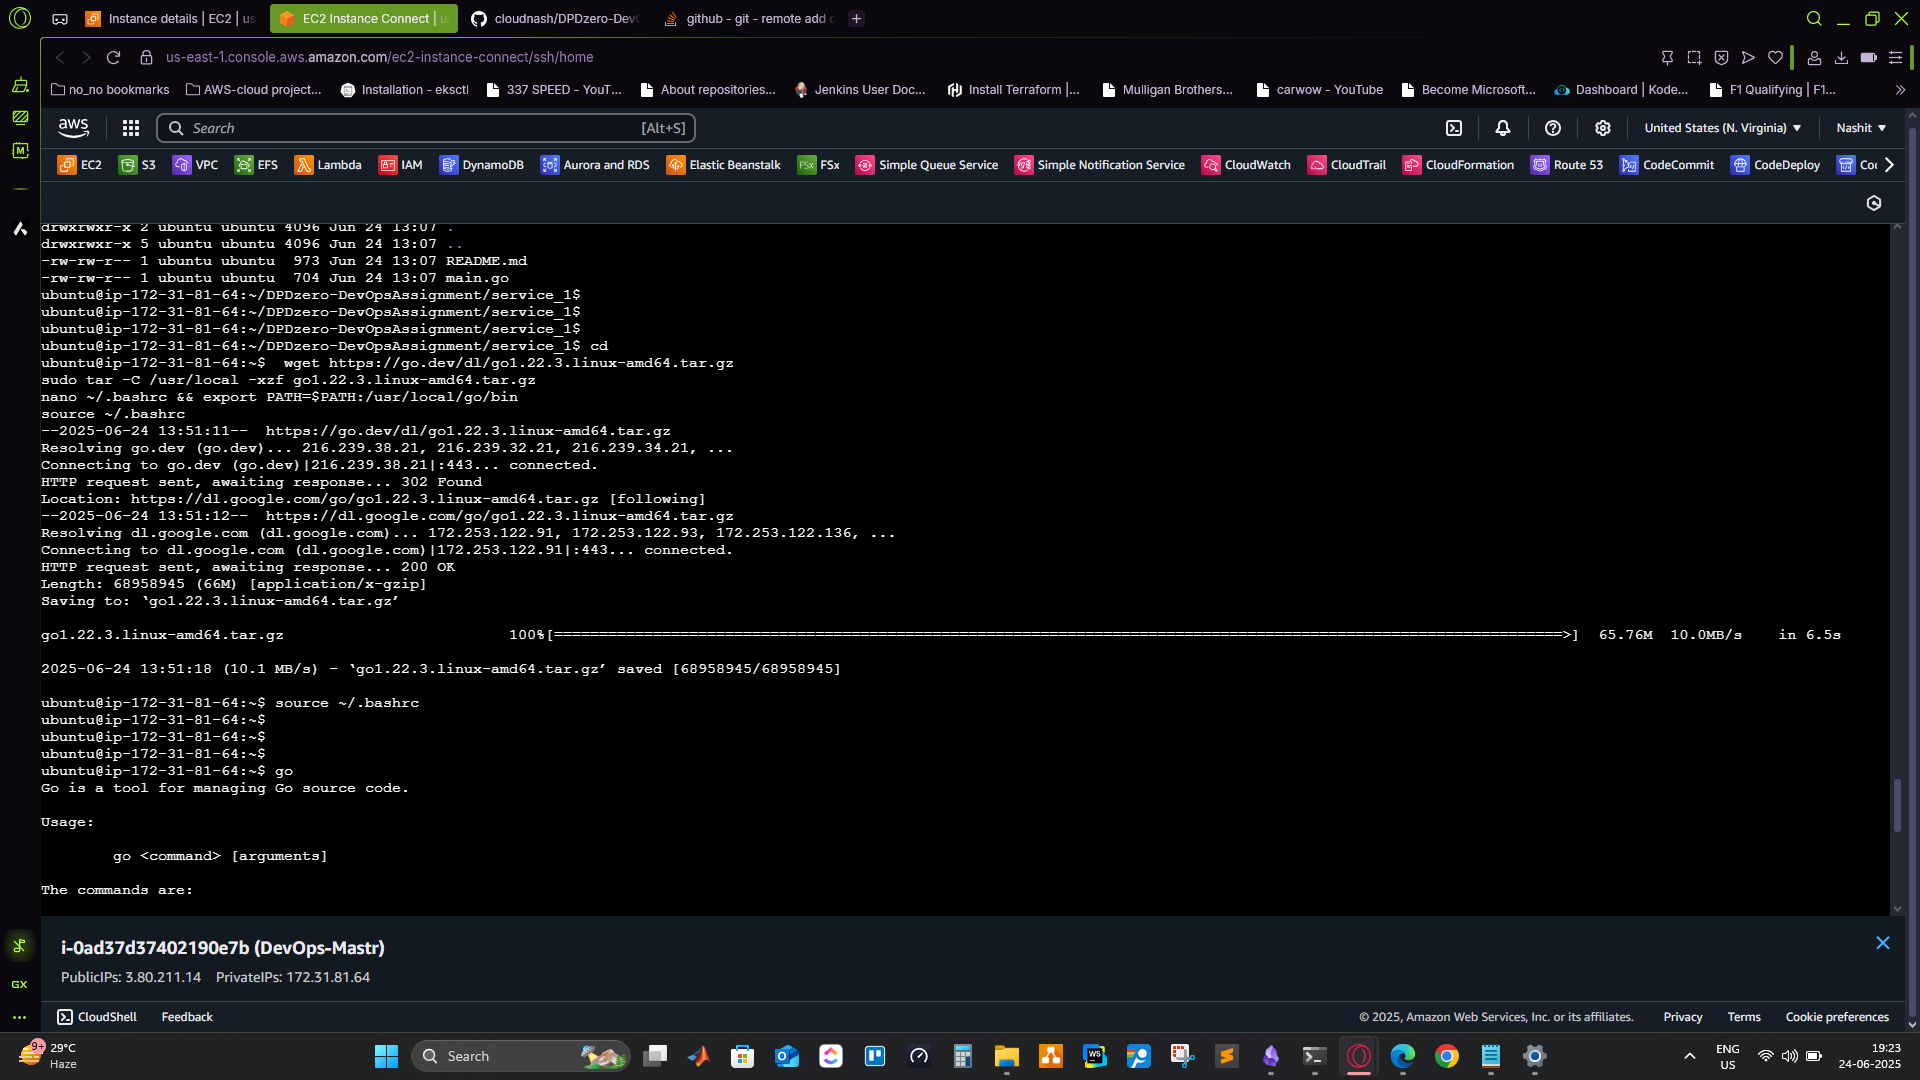 Instance details | EC2 | us
EC2 Instance Connect | u
cloudnash/DPDzero-DevO
github - git - remote add o
us-east-1.console.aws.amazon.com/ec2-instance-connect/ssh/home
no_no bookmarks
AWS-cloud project...
Installation - eksctl
337 SPEED - YouT...
About repositories...
Jenkins User Doc...
Install Terraform |...
Mulligan Brothers...
carwow - YouTube
Become Microsoft...
Dashboard | Kode...
F1 Qualifying | F1...
aws
Search
[Alt+S]
United States (N. Virginia)
Nashit
EC2
S3
VPC
EFS
Lambda
IAM
DynamoDB
Aurora and RDS
Elastic Beanstalk
FSx
Simple Queue Service
Simple Notification Service
CloudWatch
CloudTrail
CloudFormation
Route 53
CodeCommit
CodeDeploy
drwxrwxr-x 2 ubuntu ubuntu 4096 Jun 24 13:07 .
drwxrwxr-x 5 ubuntu ubuntu 4096 Jun 24 13:07 ..
-rw-rw-r-- 1 ubuntu ubuntu  973 Jun 24 13:07 README.md
-rw-rw-r-- 1 ubuntu ubuntu  704 Jun 24 13:07 main.go
ubuntu@ip-172-31-81-64:~/DPDzero-DevOpsAssignment/service_1$
ubuntu@ip-172-31-81-64:~/DPDzero-DevOpsAssignment/service_1$
ubuntu@ip-172-31-81-64:~/DPDzero-DevOpsAssignment/service_1$
ubuntu@ip-172-31-81-64:~/DPDzero-DevOpsAssignment/service_1$ cd
ubuntu@ip-172-31-81-64:~$  wget https://go.dev/dl/go1.22.3.linux-amd64.tar.gz
sudo tar -C /usr/local -xzf go1.22.3.linux-amd64.tar.gz
nano ~/.bashrc && export PATH=$PATH:/usr/local/go/bin
source ~/.bashrc
--2025-06-24 13:51:11--  https://go.dev/dl/go1.22.3.linux-amd64.tar.gz
Resolving go.dev (go.dev)... 216.239.38.21, 216.239.32.21, 216.239.34.21, ...
Connecting to go.dev (go.dev)|216.239.38.21|:443... connected.
HTTP request sent, awaiting response... 302 Found
Location: https://dl.google.com/go/go1.22.3.linux-amd64.tar.gz [following]
--2025-06-24 13:51:12--  https://dl.google.com/go/go1.22.3.linux-amd64.tar.gz
Resolving dl.google.com (dl.google.com)... 172.253.122.91, 172.253.122.93, 172.253.122.136, ...
Connecting to dl.google.com (dl.google.com)|172.253.122.91|:443... connected.
HTTP request sent, awaiting response... 200 OK
Length: 68958945 (66M) [application/x-gzip]
Saving to: ‘go1.22.3.linux-amd64.tar.gz’
go1.22.3.linux-amd64.tar.gz 100%[================================================================================================================>] 65.76M 10.0MB/s in 6.5s
2025-06-24 13:51:18 (10.1 MB/s) - ‘go1.22.3.linux-amd64.tar.gz’ saved [68958945/68958945]
ubuntu@ip-172-31-81-64:~$ source ~/.bashrc
ubuntu@ip-172-31-81-64:~$
ubuntu@ip-172-31-81-64:~$
ubuntu@ip-172-31-81-64:~$
ubuntu@ip-172-31-81-64:~$ go
Go is a tool for managing Go source code.
Usage:
go <command> [arguments]
The commands are:
i-0ad37d37402190e7b (DevOps-Mastr)
PublicIPs: 3.80.211.14 PrivateIPs: 172.31.81.64
GX
CloudShell
Feedback
© 2025, Amazon Web Services, Inc. or its affiliates.
Privacy
Terms
Cookie preferences
9+
29°C
Haze
Search
ENG
US
19:23
24-06-2025